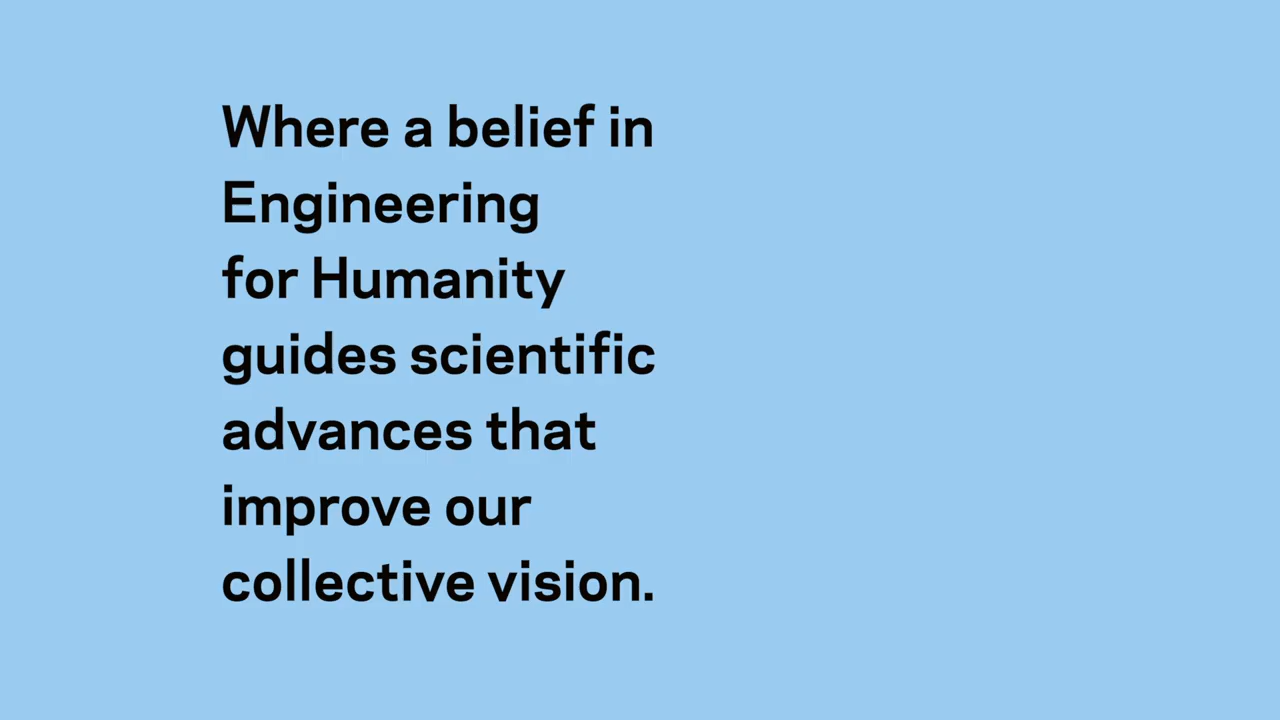 Where a belief in
Engineering
for Humanity
guides scientific
advances that
improve our
collective vision.